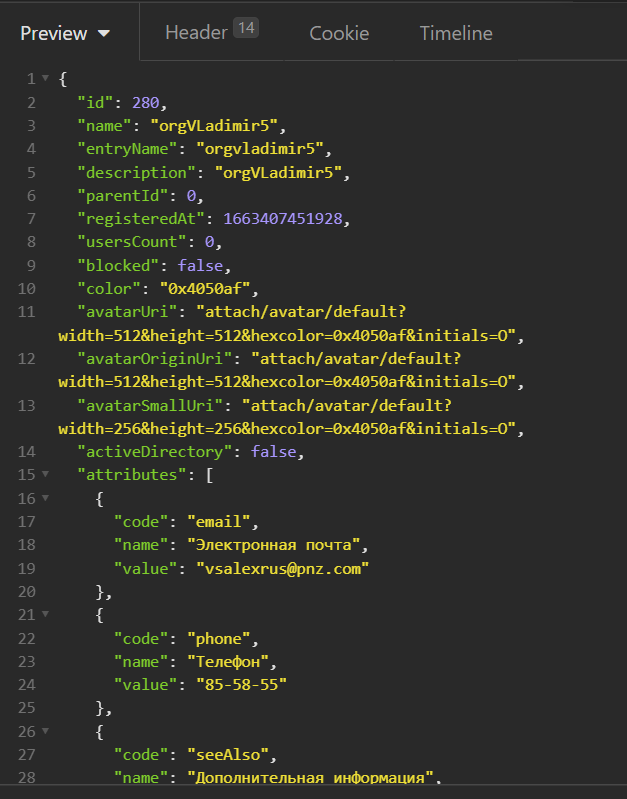 Preview
Header 14
Cookie
Timeline
1 {
2 "id": 280,
3 "name": "orgVLadimir5",
4 "entryName": "orgvladimir5",
5 "description": "orgVLadimir5",
6 "parentId": 0,
7 "registeredAt": 1663407451928,
8 "usersCount": 0,
9 "blocked": false,
10 "color": "0x4050af",
11 "avatarUri": "attach/avatar/default?
width=512&height=512&hexcolor=0x4050af&initials=O",
12 "avatarOriginUri": "attach/avatar/default?
width=512&height=512&hexcolor=0x4050af&initials=O",
13 "avatarSmallUri": "attach/avatar/default?
width=256&height=256&hexcolor=0x4050af&initials=O",
14 "activeDirectory": false,
15 "attributes": [
16 {
17 "code": "email",
18 "name": "Электронная почта",
19 "value": "vsalexrus@pnz.com"
20 },
21 {
22 "code": "phone",
23 "name": "Телефон",
24 "value": "85-58-55"
25 },
26 {
27 "code": "seeAlso",
28 "name": "Дополнительная информация",